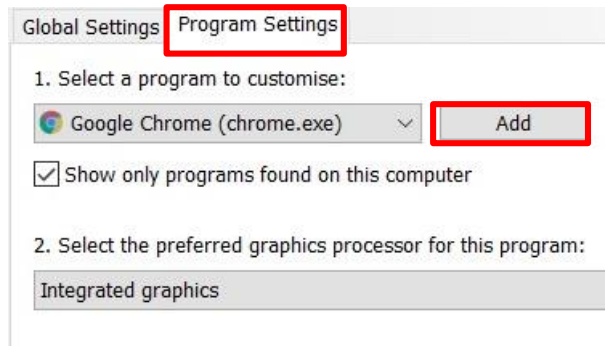 Global Settings Program Settings
1. Select a program to customise:
Google Chrome (chrome.exe) Add
Show only programs found on this computer
2. Select the preferred graphics processor for this program:
Integrated graphics